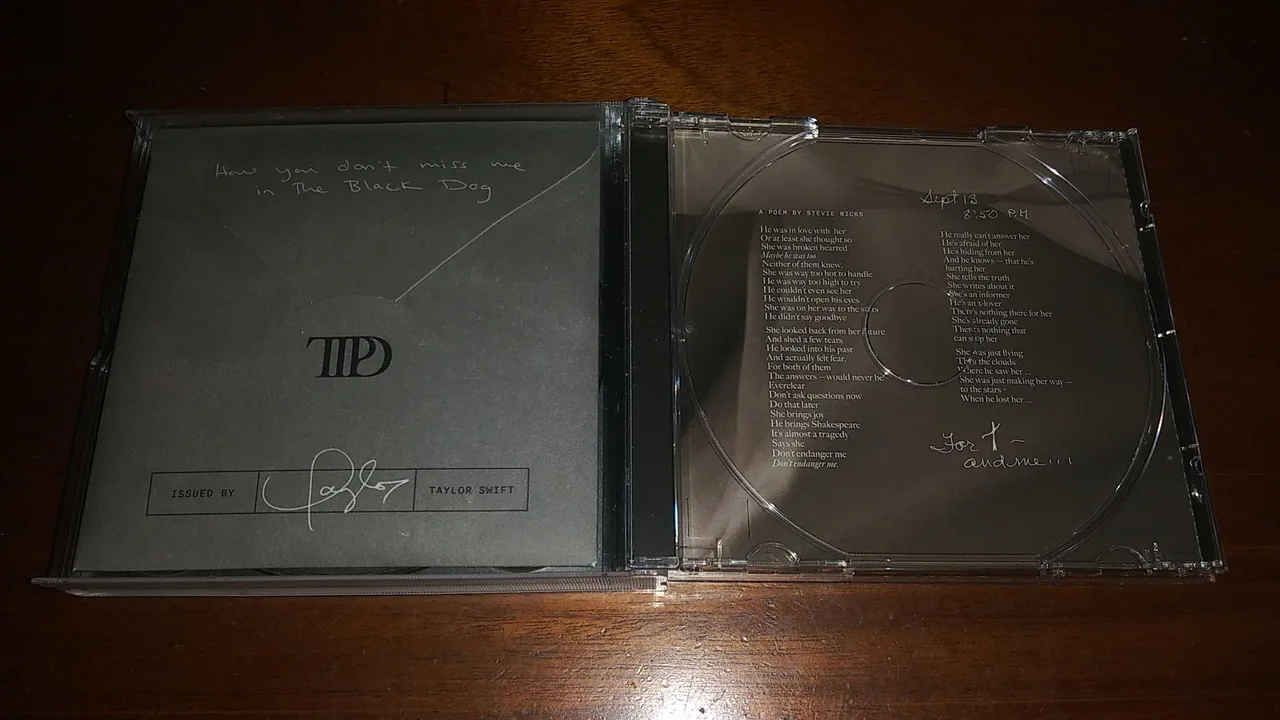 How you don't miss me
in The Black Dog
TTPD
ISSUED BY
Taylor
TAYLOR SWIFT
A POEM BY STEVIE NICKS
He was in love with her
Or at least she thought so
She was broken hearted
Maybe he was too
Neither of them knew.
She was way too hot to handle
He was way too high to try
He couldn't even see her
He wouldn't open his eyes
She was on her way to the stars
He didn't say goodbye
She looked back from her future
And shed a few tears
He looked into his past
And actually felt fear.
For both of them
The answers — would never be
Everclear
Don't ask questions now
Do that later
She brings joy
He brings Shakespeare
It's almost a tragedy
Says she
Don't endanger me
Don't endanger me.
Sept 13
8:50 PM
He really can't answer her
He's afraid of her
He's hiding from her
And he knows — that he's
hurting her
She tells the truth
She writes about it
She's an informer
He's an x-lover
There's nothing there for her
She's already gone
There's nothing that
can stop her
She was just flying
Thru the clouds
Where he saw her ...
She was just making her way —
to the stars –
When he lost her ...
For T –
and me...